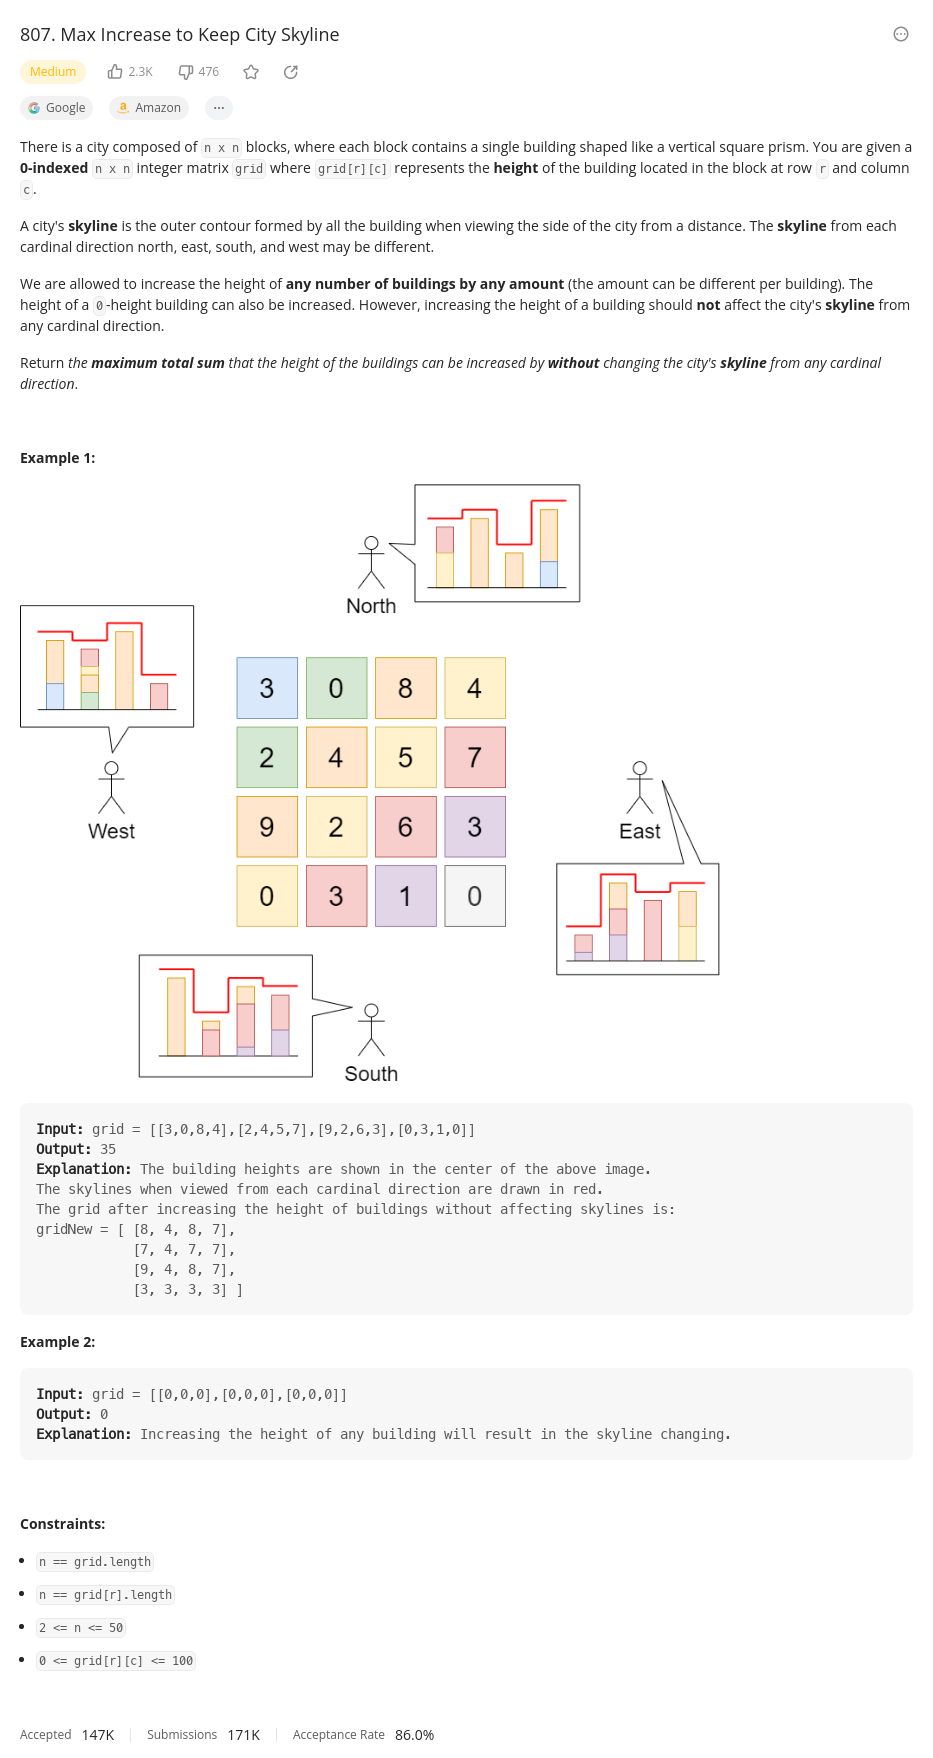 807. Max Increase to Keep City Skyline
Medium 2.3K 476
Google Amazon ...
There is a city composed of n x n blocks, where each block contains a single building shaped like a vertical square prism. You are given a
0-indexed n x n integer matrix grid where grid[r][c] represents the height of the building located in the block at row r and column
c.
A city's skyline is the outer contour formed by all the building when viewing the side of the city from a distance. The skyline from each
cardinal direction north, east, south, and west may be different.
We are allowed to increase the height of any number of buildings by any amount (the amount can be different per building). The
height of a 0-height building can also be increased. However, increasing the height of a building should not affect the city's skyline from
any cardinal direction.
Return the maximum total sum that the height of the buildings can be increased by without changing the city's skyline from any cardinal
direction.
Example 1:
North
3 0 8 4
2 4 5 7
West
East
9 2 6 3
0 3 1 0
South
Input: grid = [[3,0,8,4],[2,4,5,7],[9,2,6,3],[0,3,1,0]]
Output: 35
Explanation: The building heights are shown in the center of the above image.
The skylines when viewed from each cardinal direction are drawn in red.
The grid after increasing the height of buildings without affecting skylines is:
gridNew = [ [8, 4, 8, 7],
[7, 4, 7, 7],
[9, 4, 8, 7],
[3, 3, 3, 3] ]
Example 2:
Input: grid = [[0,0,0],[0,0,0],[0,0,0]]
Output: 0
Explanation: Increasing the height of any building will result in the skyline changing.
Constraints:
n == grid.length
n == grid[r].length
2 <= n <= 50
0 <= grid[r][c] <= 100
Accepted 147K Submissions 171K Acceptance Rate 86.0%